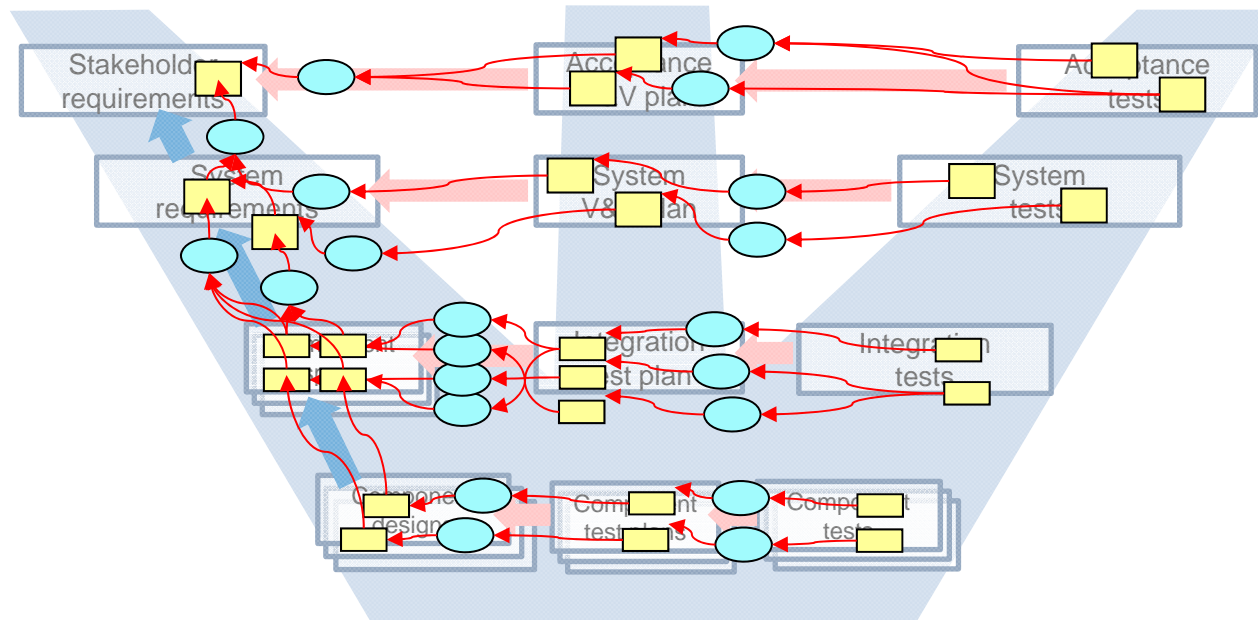 Stakeholder
requirements
Acceptance
V&V plan
Acceptance
tests
System
requirements
System
V&V plan
System
tests
Integration
test plan
Integration
tests
Component
designs
Component
test plans
Component
tests